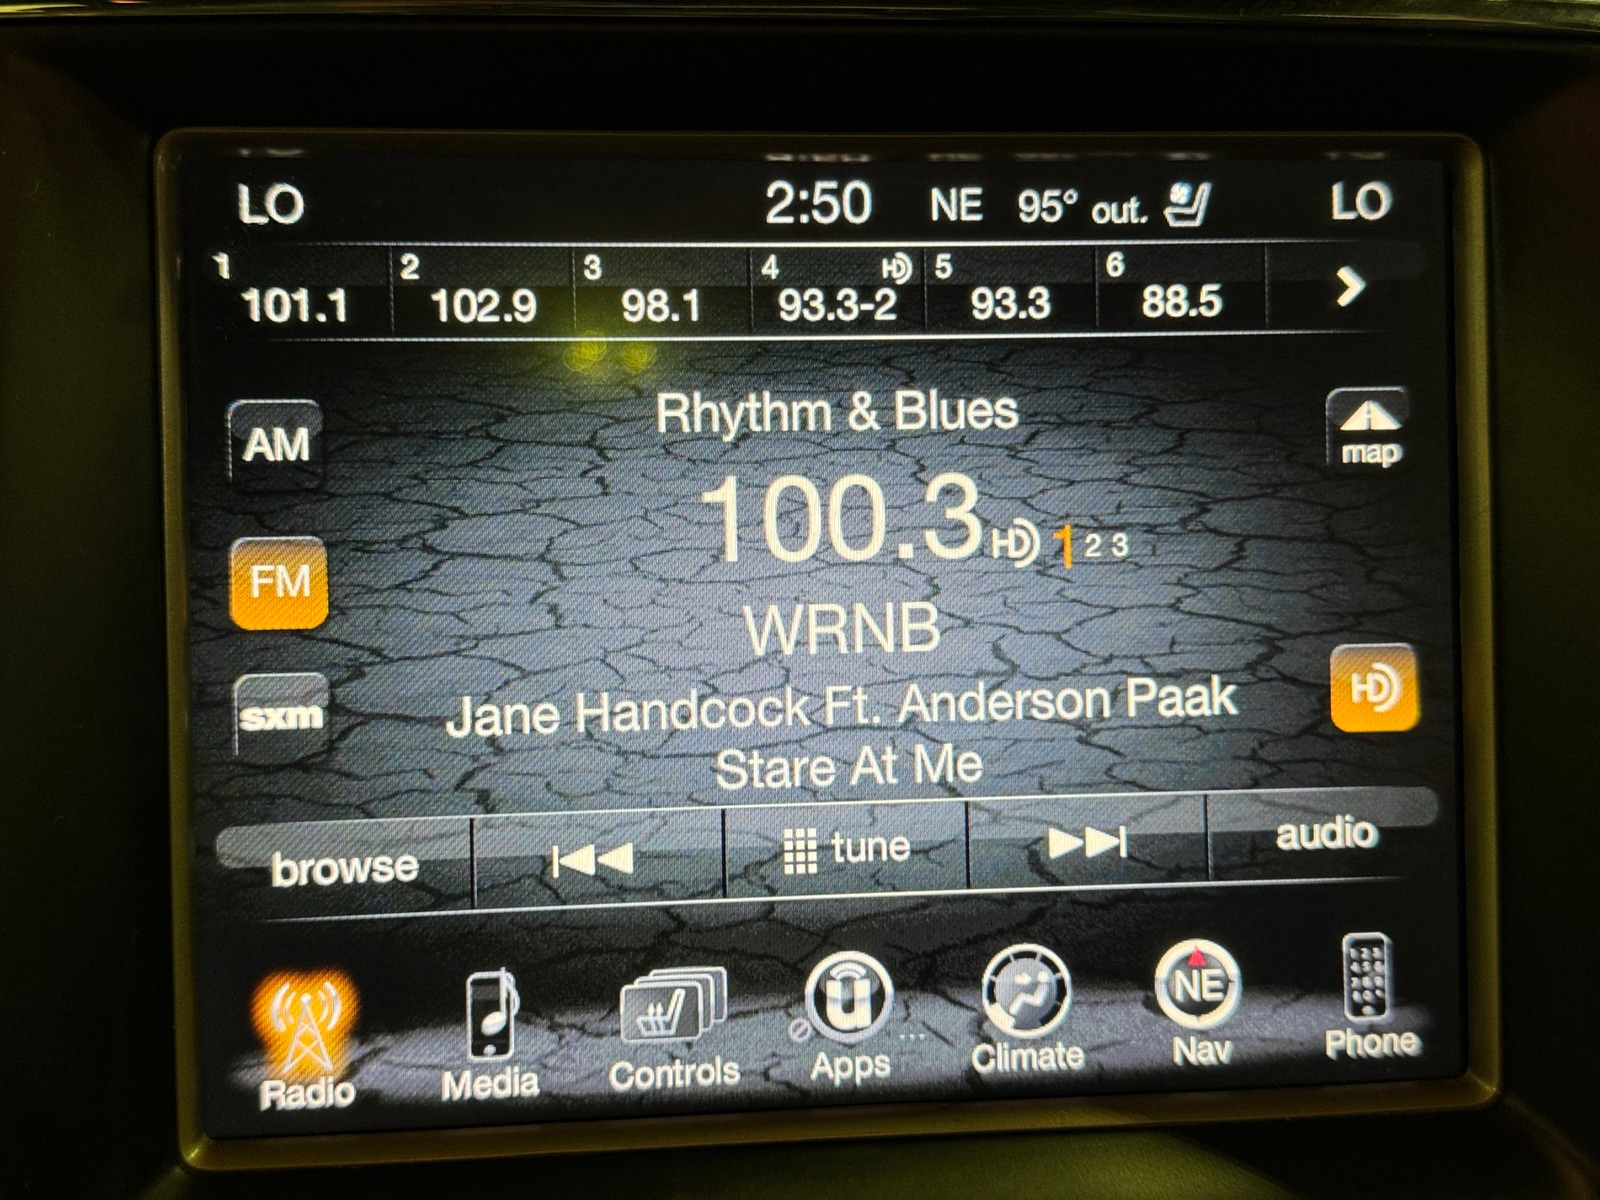 LO 2:50 NE 95° out. LO
1 2 3 4 HD 5 6
101.1 102.9 98.1 93.3-2 93.3 88.5
Rhythm & Blues
AM
map
100.3 HD 1 2 3
FM
WRNB
HD
sxm
Jane Handcock Ft. Anderson Paak
Stare At Me
browse tune audio
NE
Radio Media Controls Apps Climate Nav Phone